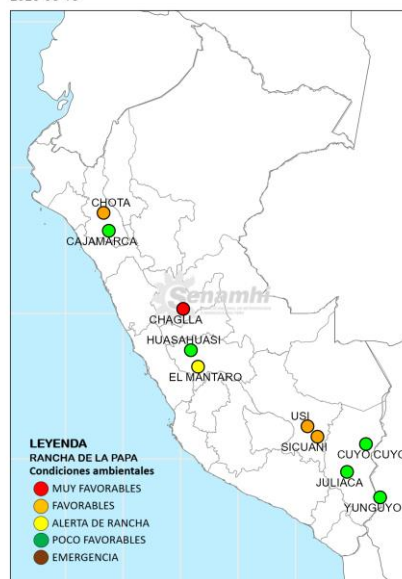 CHOTA
CAJAMARCA
Senamhi
CHAGLLA
HUASAHUASI
EL MANTARO
USI
SICUANI
CUYO CUYO
JULIACA
YUNGUYO
LEYENDA
RANCHA DE LA PAPA
Condiciones ambientales
MUY FAVORABLES
FAVORABLES
ALERTA DE RANCHA
POCO FAVORABLES
EMERGENCIA